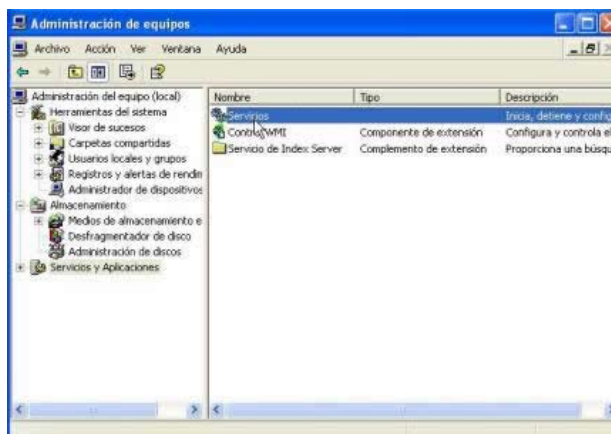 Administración de equipos
Archivo Acción Ver Ventana Ayuda
Administración del equipo (local)
Herramientas del sistema
Visor de sucesos
Carpetas compartidas
Usuarios locales y grupos
Registros y alertas de rendin
Administrador de dispositivos
Almacenamiento
Medios de almacenamiento e
Desfragmentador de disco
Administración de discos
Servicios y Aplicaciones
Nombre Tipo Descripción
Servicios Inicia, detiene y config
Control WMI Componente de extensión Configura y controla el
Servicio de Index Server Complemento de extensión Proporciona una búsqu